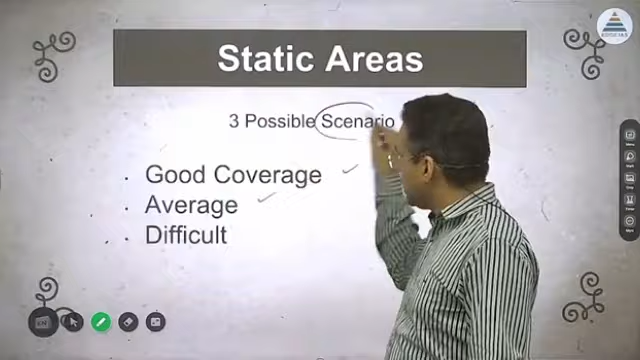 Static Areas
3 Possible Scenario
Good Coverage
Average
Difficult